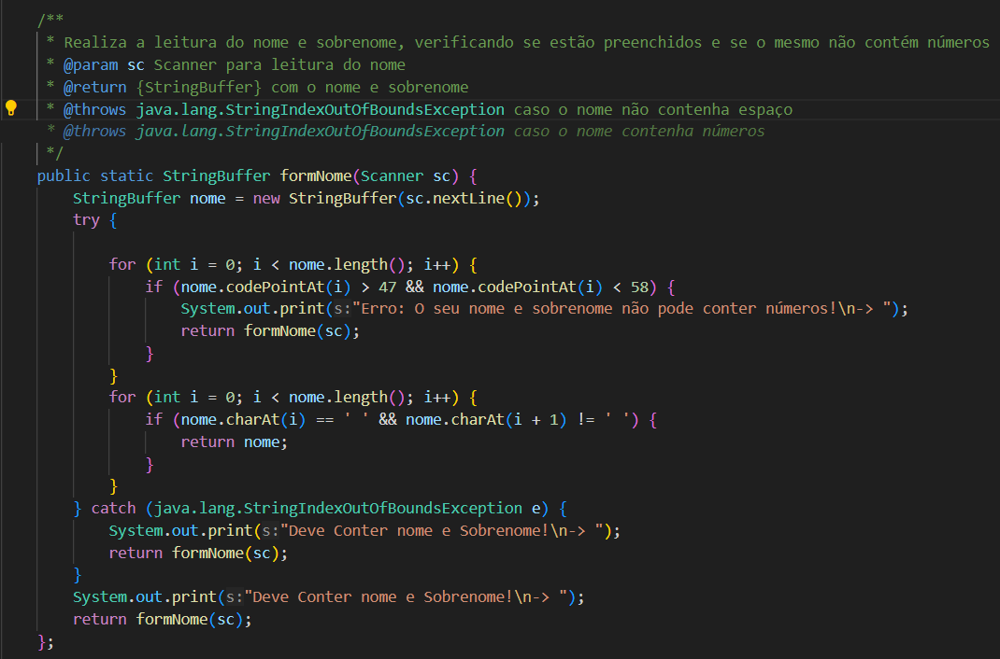 /**
 * Realiza a leitura do nome e sobrenome, verificando se estão preenchidos e se o mesmo não contém números
 * @param sc Scanner para leitura do nome
 * @return {StringBuffer} com o nome e sobrenome
 * @throws java.lang.StringIndexOutOfBoundsException caso o nome não contenha espaço
 * @throws java.lang.StringIndexOutOfBoundsException caso o nome contenha números
 */
public static StringBuffer formNome(Scanner sc) {
    StringBuffer nome = new StringBuffer(sc.nextLine());
    try {

        for (int i = 0; i < nome.length(); i++) {
            if (nome.codePointAt(i) > 47 && nome.codePointAt(i) < 58) {
                System.out.print(s:"Erro: O seu nome e sobrenome não pode conter números!\n-> ");
                return formNome(sc);
            }
        }
        for (int i = 0; i < nome.length(); i++) {
            if (nome.charAt(i) == ' ' && nome.charAt(i + 1) != ' ') {
                return nome;
            }
        }
    } catch (java.lang.StringIndexOutOfBoundsException e) {
        System.out.print(s:"Deve Conter nome e Sobrenome!\n-> ");
        return formNome(sc);
    }
    System.out.print(s:"Deve Conter nome e Sobrenome!\n-> ");
    return formNome(sc);
};